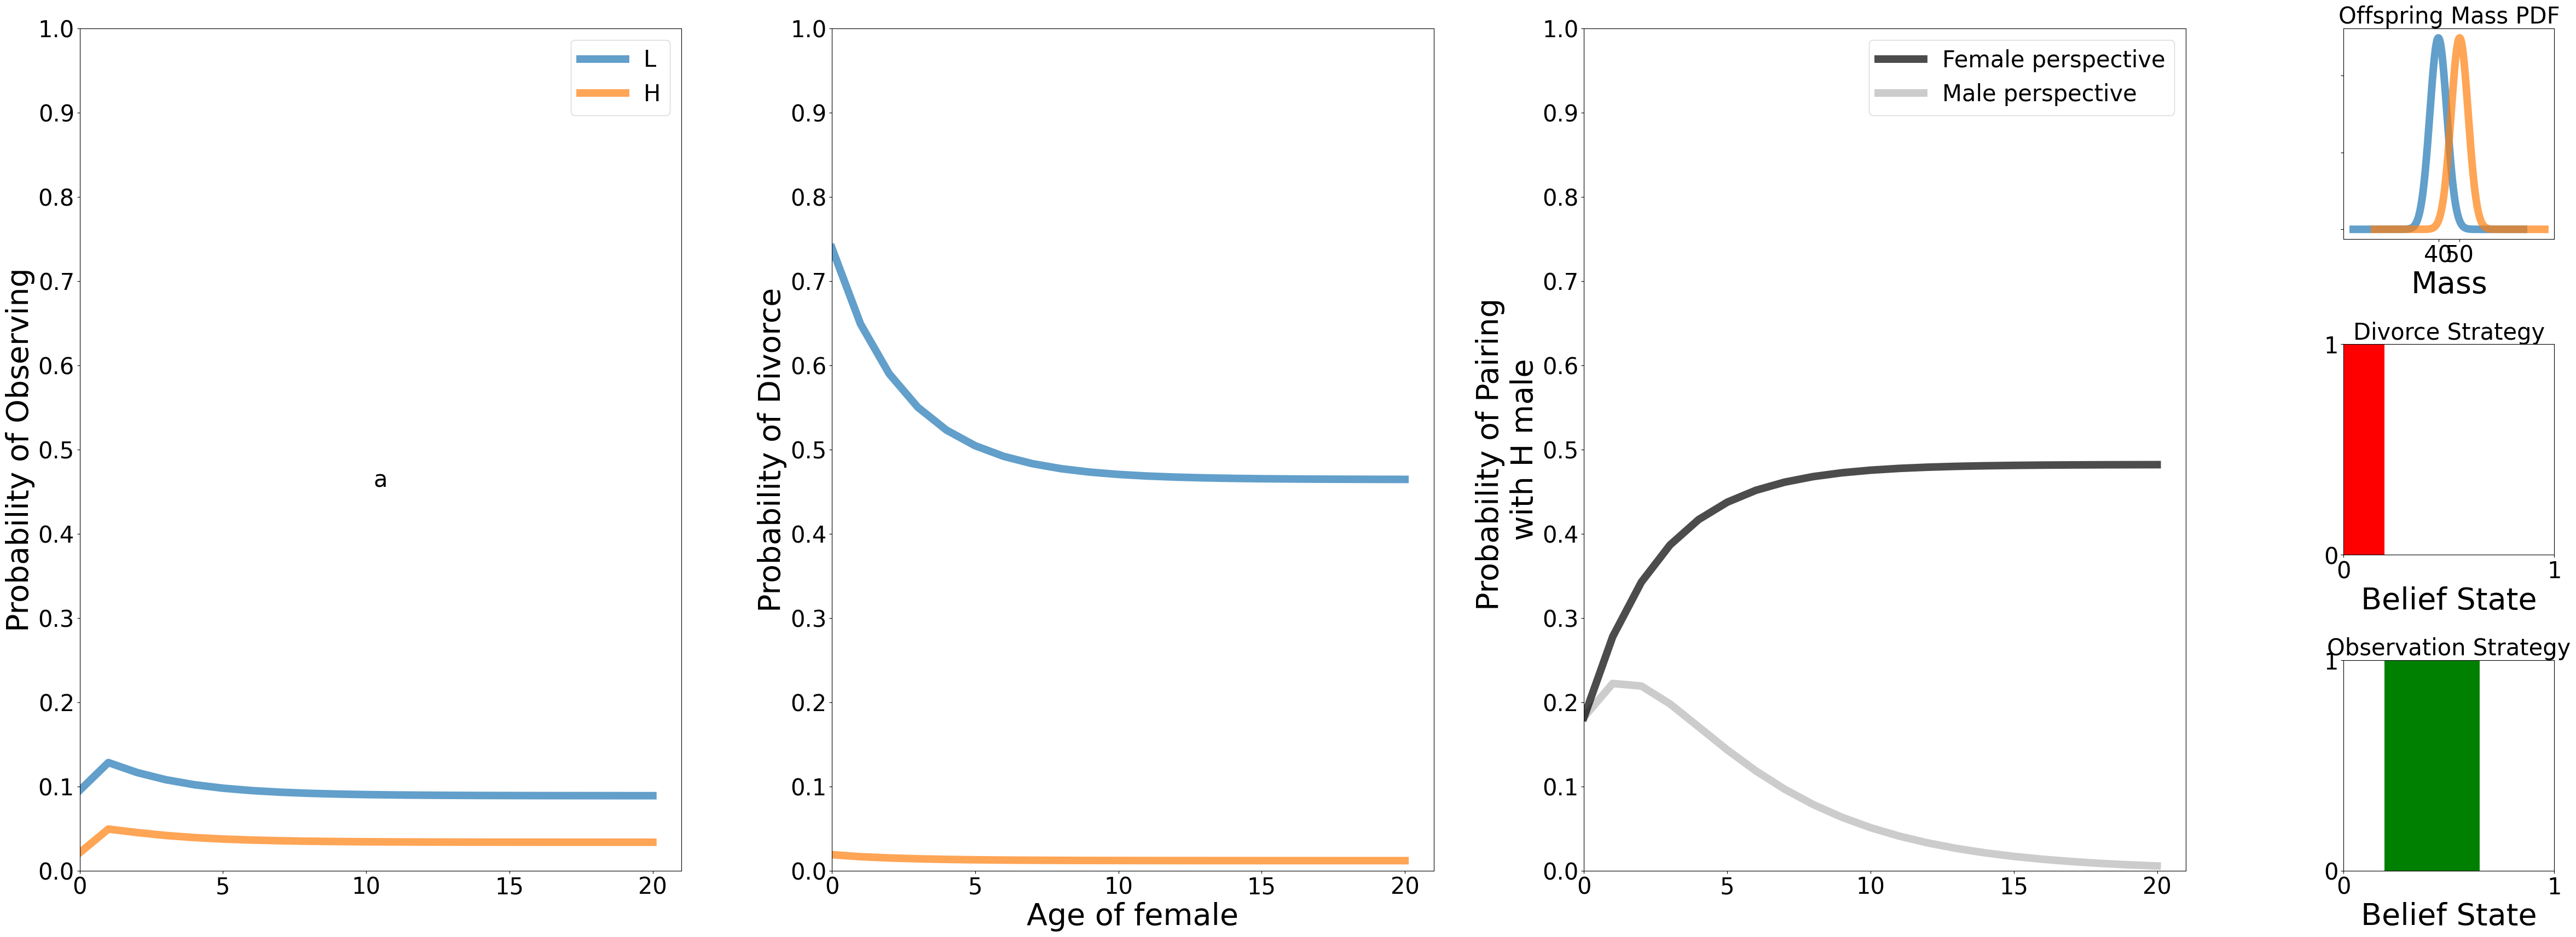 Probability of Observing
1.0
0.9
0.8
0.7
0.6
0.5
0.4
0.3
0.2
0.1
0.0
0 5 10 15 20
L
H
a
Probability of Divorce
1.0
0.9
0.8
0.7
0.6
0.5
0.4
0.3
0.2
0.1
0.0
0 5 10 15 20
Age of female
Probability of Pairing
with H male
1.0
0.9
0.8
0.7
0.6
0.5
0.4
0.3
0.2
0.1
0.0
0 5 10 15 20
Female perspective
Male perspective
Offspring Mass PDF
40 50
Mass
Divorce Strategy
1
0
0 1
Belief State
Observation Strategy
1
0
0 1
Belief State